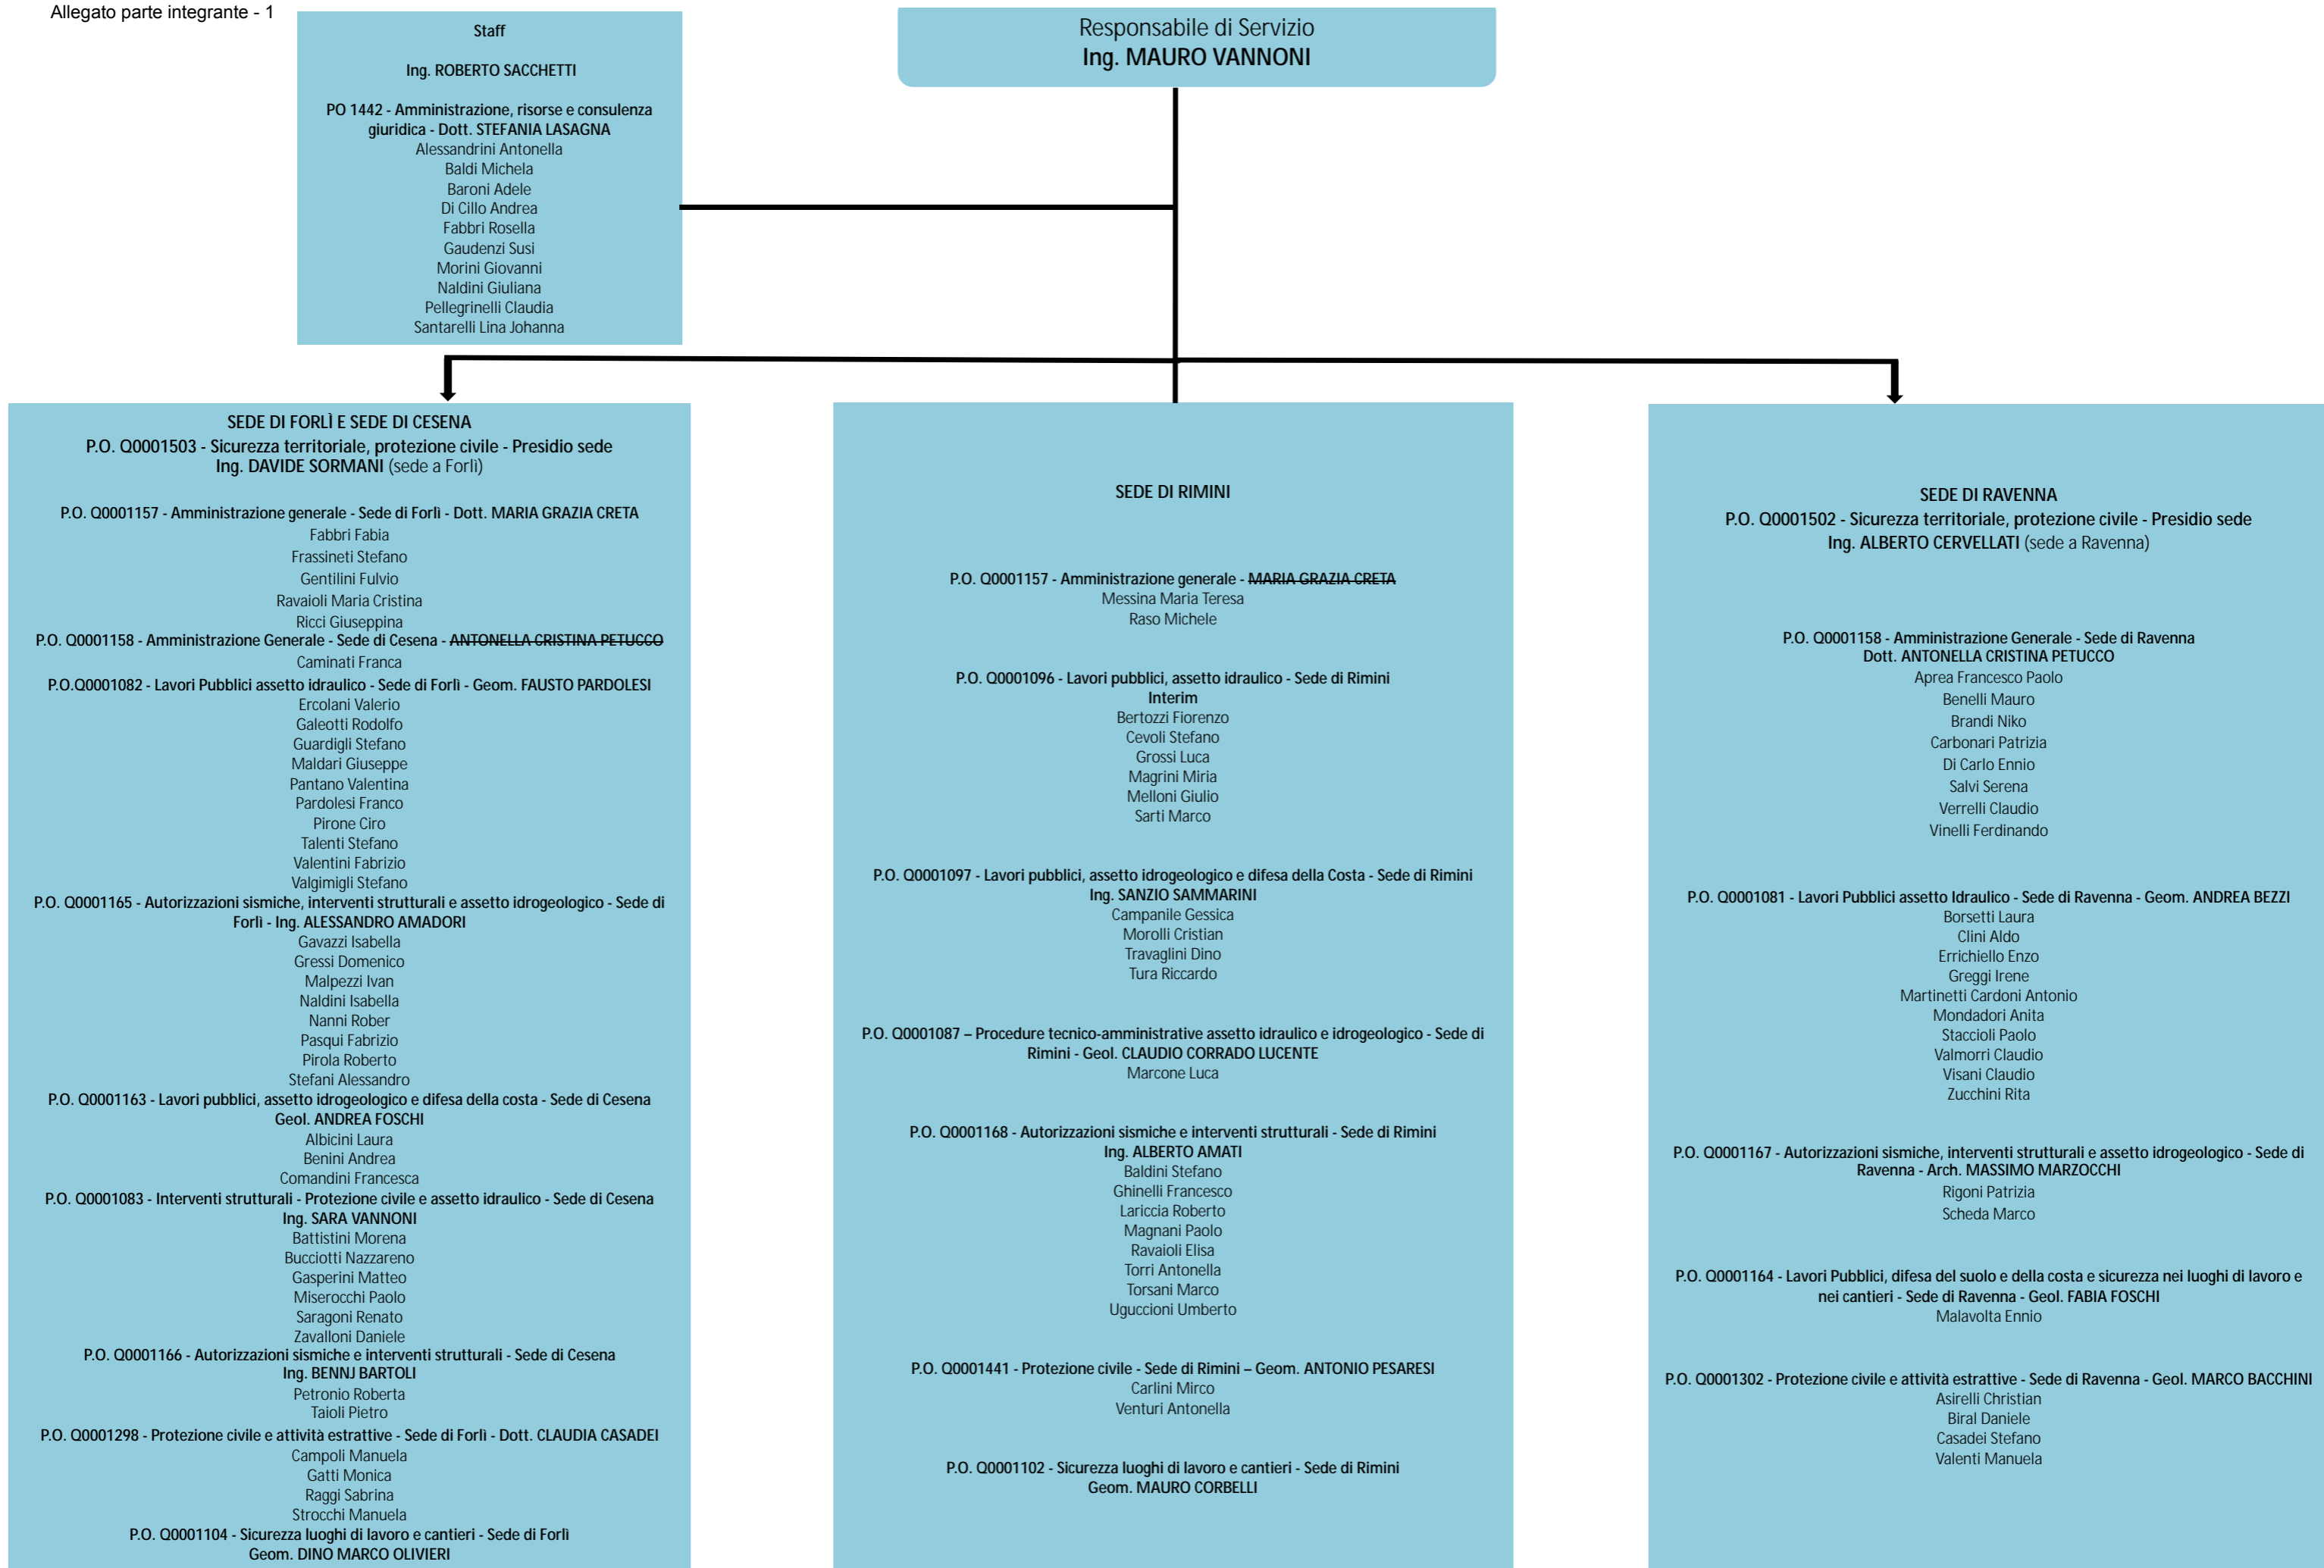 Allegato parte integrante - 1
Staff
Ing. ROBERTO SACCHETTI
PO 1442 - Amministrazione, risorse e consulenza
giuridica - Dott. STEFANIA LASAGNA
Alessandrini Antonella
Baldi Michela
Baroni Adele
Di Cillo Andrea
Fabbri Rosella
Gaudenzi Susi
Morini Giovanni
Naldini Giuliana
Pellegrinelli Claudia
Santarelli Lina Johanna
Responsabile di Servizio
Ing. MAURO VANNONI
SEDE DI FORLÌ E SEDE DI CESENA
P.O. Q0001503 - Sicurezza territoriale, protezione civile - Presidio sede
Ing. DAVIDE SORMANI (sede a Forlì)
P.O. Q0001157 - Amministrazione generale - Sede di Forlì - Dott. MARIA GRAZIA CRETA
Fabbri Fabia
Frassineti Stefano
Gentilini Fulvio
Ravaioli Maria Cristina
Ricci Giuseppina
P.O. Q0001158 - Amministrazione Generale - Sede di Cesena - ANTONELLA CRISTINA PETUCCO
Caminati Franca
P.O.Q0001082 - Lavori Pubblici assetto idraulico - Sede di Forlì - Geom. FAUSTO PARDOLESI
Ercolani Valerio
Galeotti Rodolfo
Guardigli Stefano
Maldari Giuseppe
Pantano Valentina
Pardolesi Franco
Pirone Ciro
Talenti Stefano
Valentini Fabrizio
Valgimigli Stefano
P.O. Q0001165 - Autorizzazioni sismiche, interventi strutturali e assetto idrogeologico - Sede di
Forlì - Ing. ALESSANDRO AMADORI
Gavazzi Isabella
Gressi Domenico
Malpezzi Ivan
Naldini Isabella
Nanni Rober
Pasqui Fabrizio
Pirola Roberto
Stefani Alessandro
P.O. Q0001163 - Lavori pubblici, assetto idrogeologico e difesa della costa - Sede di Cesena
Geol. ANDREA FOSCHI
Albicini Laura
Benini Andrea
Comandini Francesca
P.O. Q0001083 - Interventi strutturali - Protezione civile e assetto idraulico - Sede di Cesena
Ing. SARA VANNONI
Battistini Morena
Bucciotti Nazzareno
Gasperini Matteo
Miserocchi Paolo
Saragoni Renato
Zavalloni Daniele
P.O. Q0001166 - Autorizzazioni sismiche e interventi strutturali - Sede di Cesena
Ing. BENNJ BARTOLI
Petronio Roberta
Taioli Pietro
P.O. Q0001298 - Protezione civile e attività estrattive - Sede di Forlì - Dott. CLAUDIA CASADEI
Campoli Manuela
Gatti Monica
Raggi Sabrina
Strocchi Manuela
P.O. Q0001104 - Sicurezza luoghi di lavoro e cantieri - Sede di Forlì
Geom. DINO MARCO OLIVIERI
SEDE DI RIMINI
P.O. Q0001157 - Amministrazione generale - MARIA GRAZIA CRETA
Messina Maria Teresa
Raso Michele
P.O. Q0001096 - Lavori pubblici, assetto idraulico - Sede di Rimini
Interim
Bertozzi Fiorenzo
Cevoli Stefano
Grossi Luca
Magrini Miria
Melloni Giulio
Sarti Marco
P.O. Q0001097 - Lavori pubblici, assetto idrogeologico e difesa della Costa - Sede di Rimini
Ing. SANZIO SAMMARINI
Campanile Gessica
Morolli Cristian
Travaglini Dino
Tura Riccardo
P.O. Q0001087 – Procedure tecnico-amministrative assetto idraulico e idrogeologico - Sede di
Rimini - Geol. CLAUDIO CORRADO LUCENTE
Marcone Luca
P.O. Q0001168 - Autorizzazioni sismiche e interventi strutturali - Sede di Rimini
Ing. ALBERTO AMATI
Baldini Stefano
Ghinelli Francesco
Lariccia Roberto
Magnani Paolo
Ravaioli Elisa
Torri Antonella
Torsani Marco
Uguccioni Umberto
P.O. Q0001441 - Protezione civile - Sede di Rimini – Geom. ANTONIO PESARESI
Carlini Mirco
Venturi Antonella
P.O. Q0001102 - Sicurezza luoghi di lavoro e cantieri - Sede di Rimini
Geom. MAURO CORBELLI
SEDE DI RAVENNA
P.O. Q0001502 - Sicurezza territoriale, protezione civile - Presidio sede
Ing. ALBERTO CERVELLATI (sede a Ravenna)
P.O. Q0001158 - Amministrazione Generale - Sede di Ravenna
Dott. ANTONELLA CRISTINA PETUCCO
Aprea Francesco Paolo
Benelli Mauro
Brandi Niko
Carbonari Patrizia
Di Carlo Ennio
Salvi Serena
Verrelli Claudio
Vinelli Ferdinando
P.O. Q0001081 - Lavori Pubblici assetto Idraulico - Sede di Ravenna - Geom. ANDREA BEZZI
Borsetti Laura
Clini Aldo
Errichiello Enzo
Greggi Irene
Martinetti Cardoni Antonio
Mondadori Anita
Staccioli Paolo
Valmorri Claudio
Visani Claudio
Zucchini Rita
P.O. Q0001167 - Autorizzazioni sismiche, interventi strutturali e assetto idrogeologico - Sede di
Ravenna - Arch. MASSIMO MARZOCCHI
Rigoni Patrizia
Scheda Marco
P.O. Q0001164 - Lavori Pubblici, difesa del suolo e della costa e sicurezza nei luoghi di lavoro e
nei cantieri - Sede di Ravenna - Geol. FABIA FOSCHI
Malavolta Ennio
P.O. Q0001302 - Protezione civile e attività estrattive - Sede di Ravenna - Geol. MARCO BACCHINI
Asirelli Christian
Biral Daniele
Casadei Stefano
Valenti Manuela